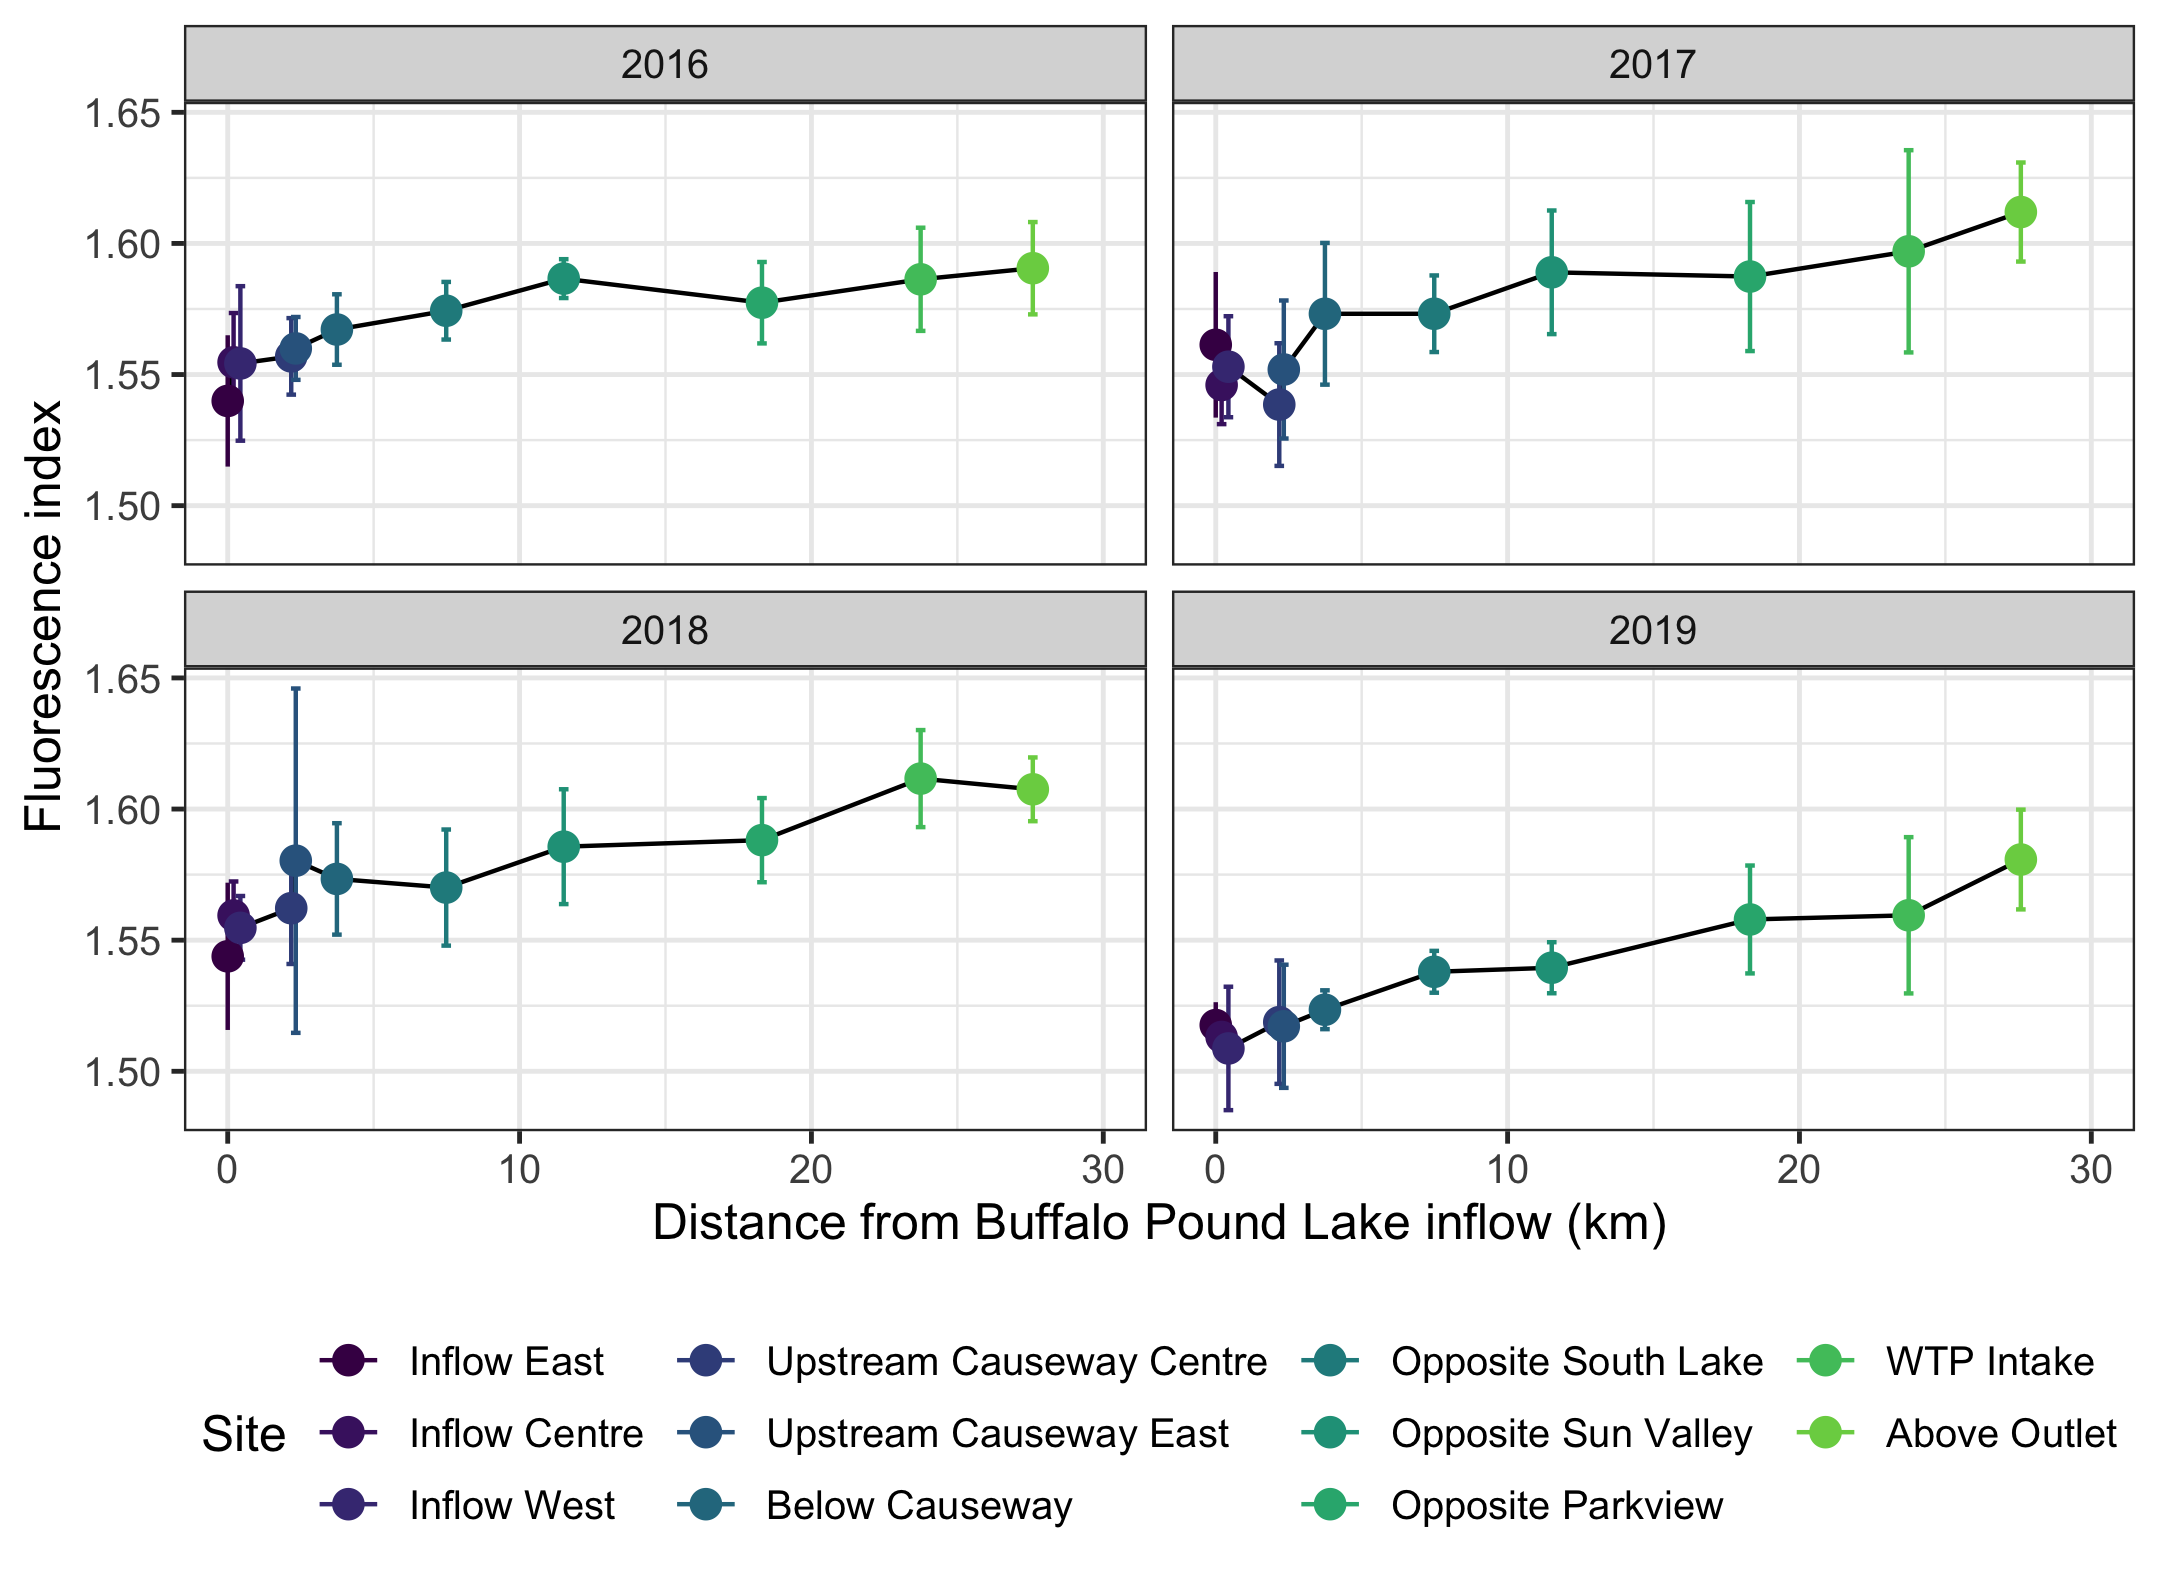 2016
2017
1.65
1.60
1.55
1.50
2018
2019
1.65
1.60
1.55
1.50
Fluorescence index
0 10 20 30 0 10 20 30
Distance from Buffalo Pound Lake inflow (km)
Site
Inflow East
Inflow Centre
Inflow West
Upstream Causeway Centre
Upstream Causeway East
Below Causeway
Opposite South Lake
Opposite Sun Valley
Opposite Parkview
WTP Intake
Above Outlet